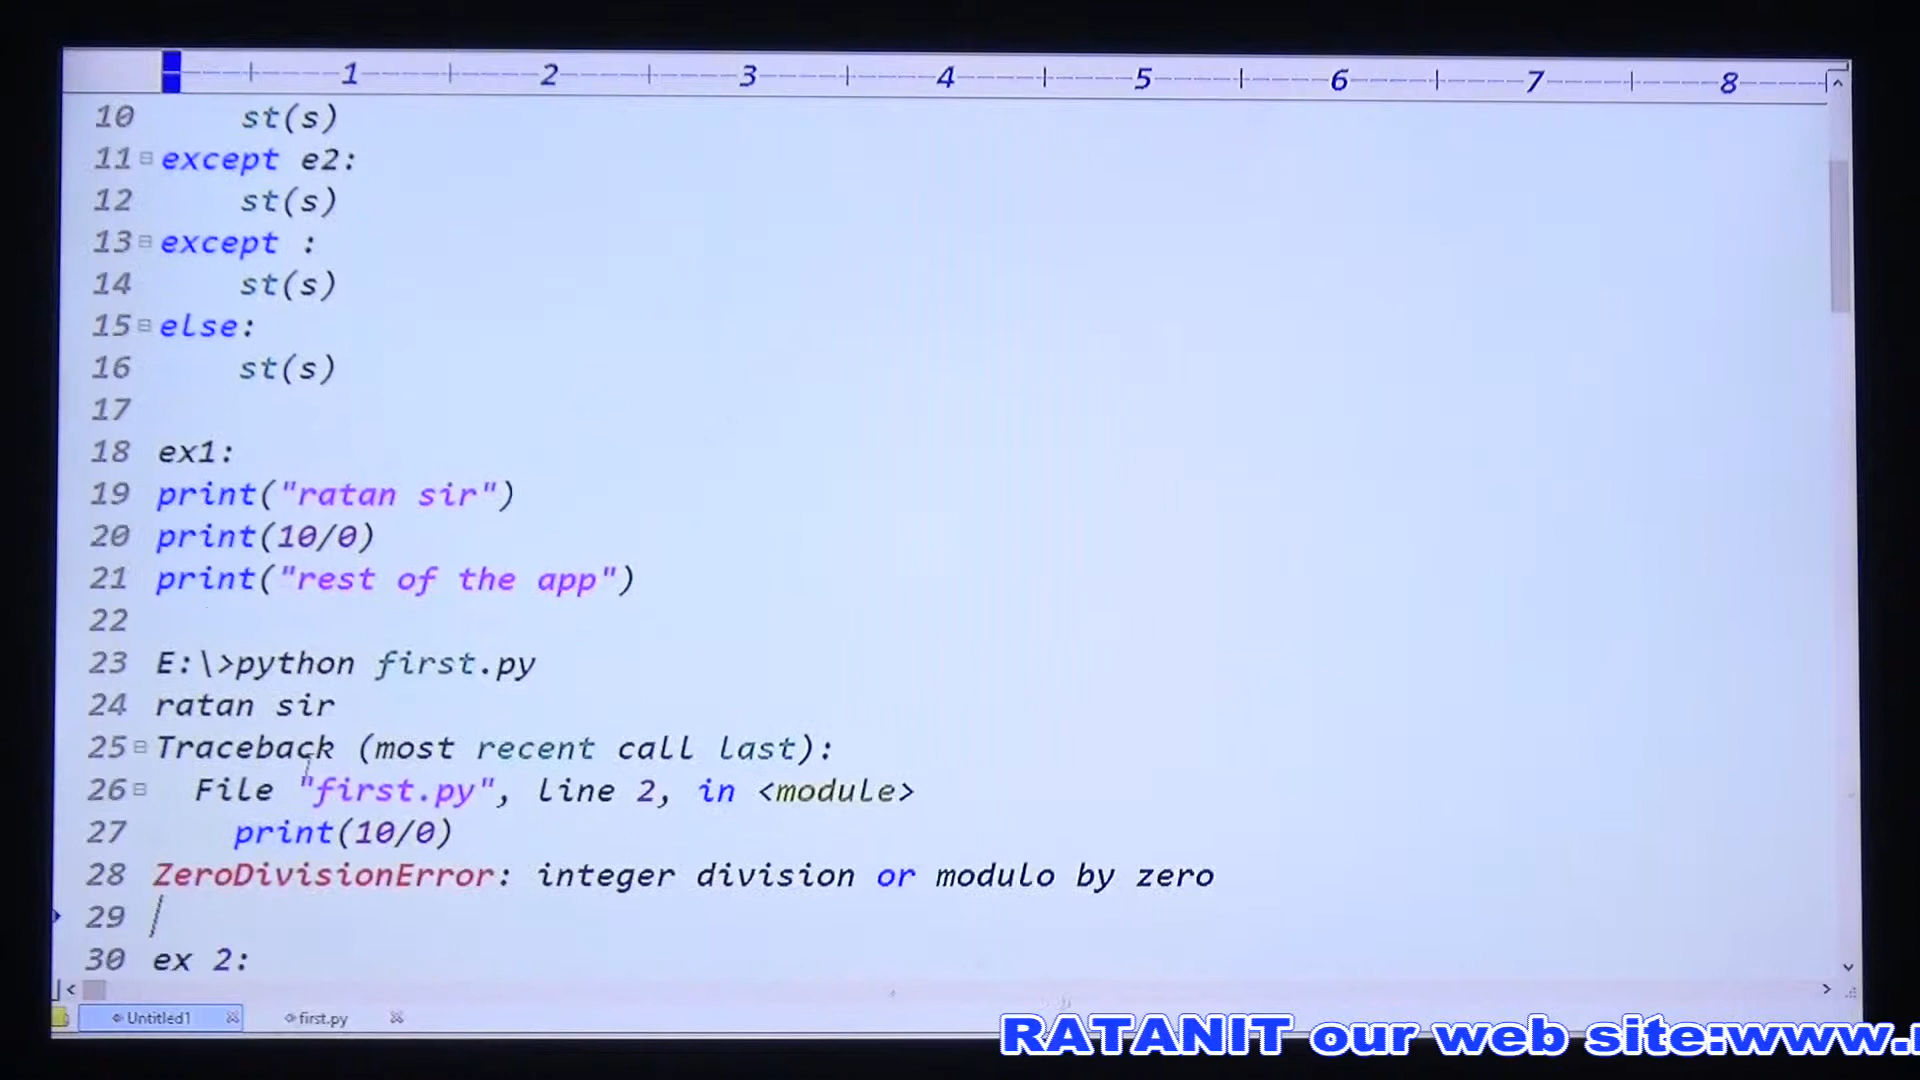 1 2 3 4 5 6 7 8
10 st(s)
11 except e2:
12 st(s)
13 except :
14 st(s)
15 else:
16 st(s)
17
18 ex1:
19 print("ratan sir")
20 print(10/0)
21 print("rest of the app")
22
23 E:\>python first.py
24 ratan sir
25 Traceback (most recent call last):
26 File "first.py", line 2, in <module>
27 print(10/0)
28 ZeroDivisionError: integer division or modulo by zero
29
30 ex 2:
Untitled1 first.py
RATANIT our web site:www.